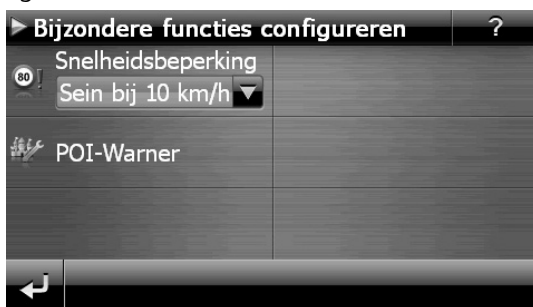 Bijzondere functies configureren ?
80 !
Snelheidsbeperking
Sein bij 10 km/h
POI-Warner